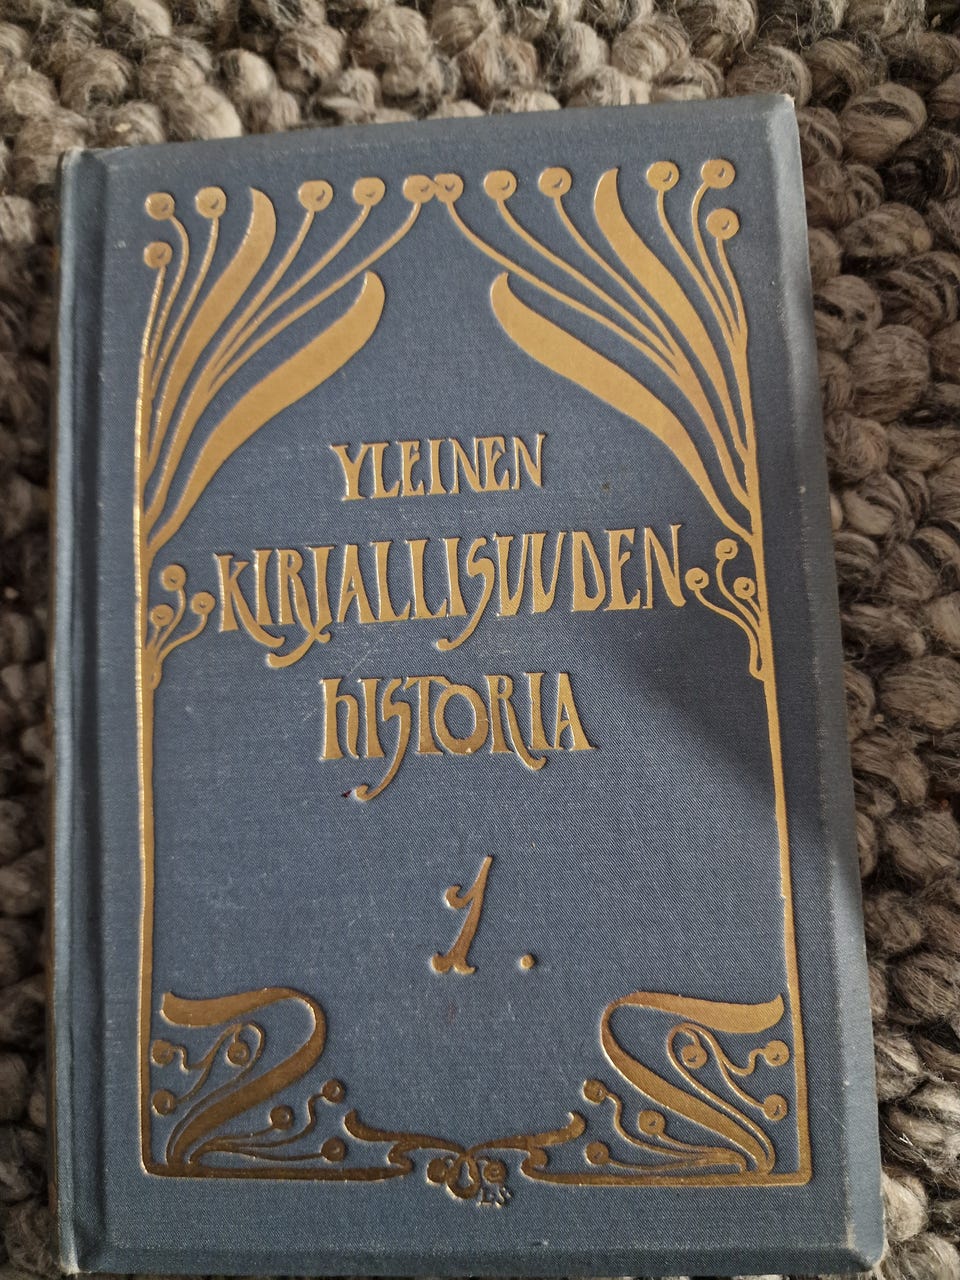 YLEINEN
KIRJALLISUUDEN
HISTORIA
1.